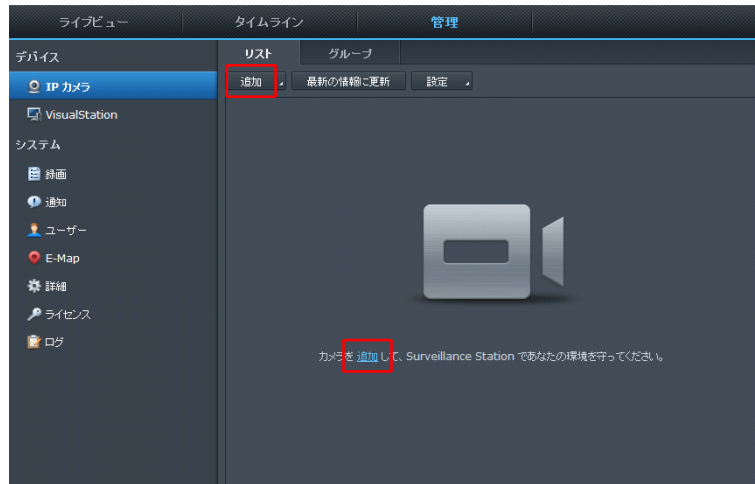 ライブビュー タイムライン 管理
デバイス
IP カメラ
VisualStation
システム
録画
通知
ユーザー
E-Map
詳細
ライセンス
ログ
リスト グループ
追加 最新の情報に更新 設定
カメラを 追加 して、Surveillance Station であなたの環境を守ってください。